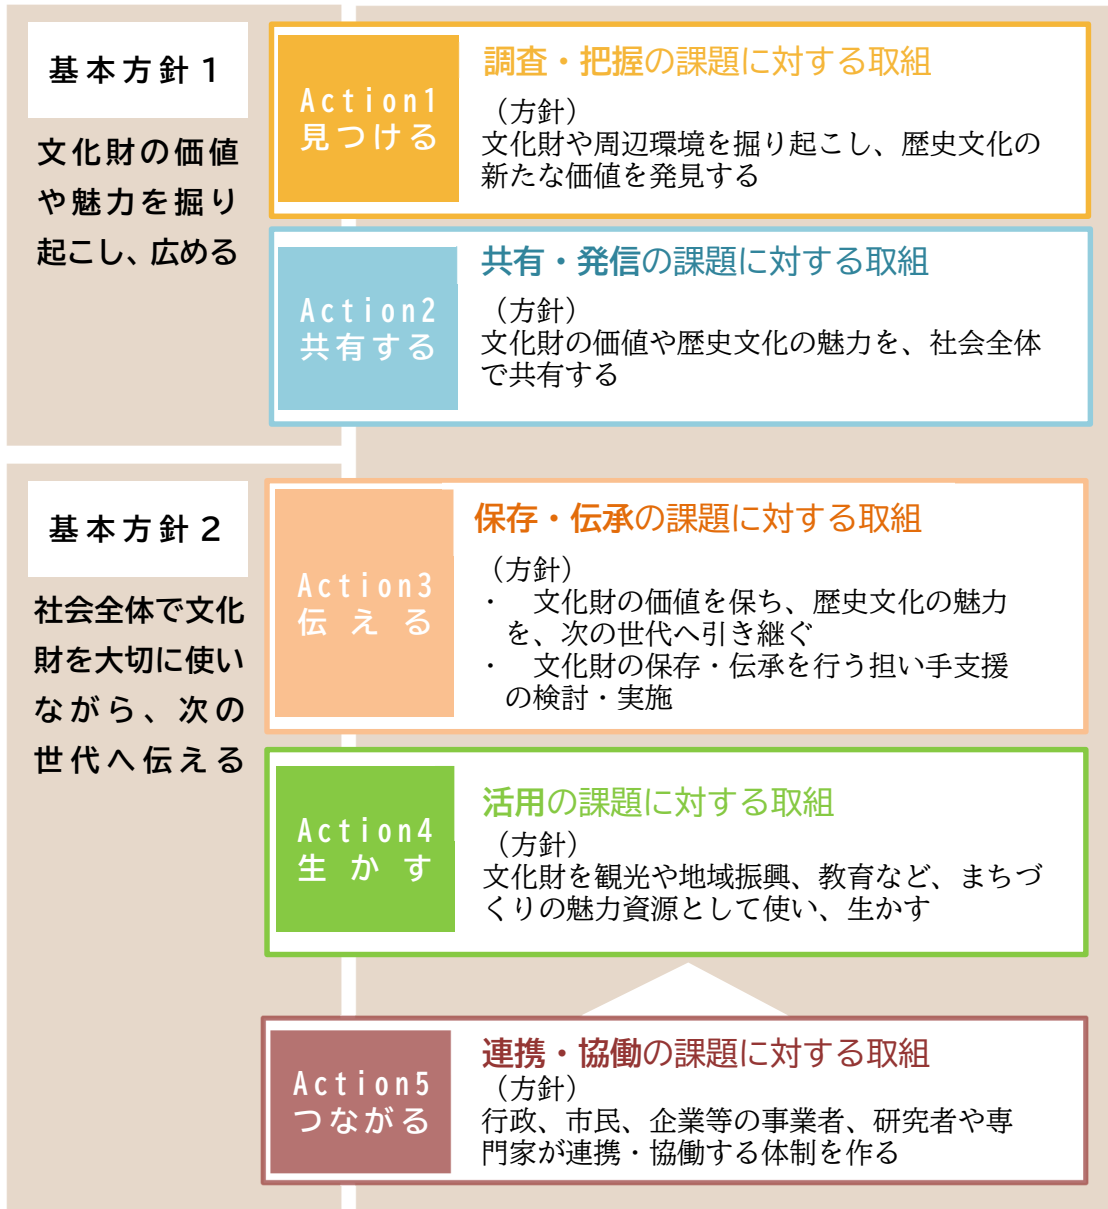 基本方針１
文化財の価値
や魅力を掘り
起こし、広める
Action1
見つける
調査・把握の課題に対する取組
（方針）
文化財や周辺環境を掘り起こし、歴史文化の
新たな価値を発見する
Action2
共有する
共有・発信の課題に対する取組
（方針）
文化財の価値や歴史文化の魅力を、社会全体
で共有する
基本方針２
社会全体で文化
財を大切に使い
ながら、次の
世代へ伝える
Action3
伝える
保存・伝承の課題に対する取組
（方針）
・　文化財の価値を保ち、歴史文化の魅力
を、次の世代へ引き継ぐ
・　文化財の保存・伝承を行う担い手支援
の検討・実施
Action4
生かす
活用の課題に対する取組
（方針）
文化財を観光や地域振興、教育など、まちづ
くりの魅力資源として使い、生かす
Action5
つながる
連携・協働の課題に対する取組
（方針）
行政、市民、企業等の事業者、研究者や専
門家が連携・協働する体制を作る